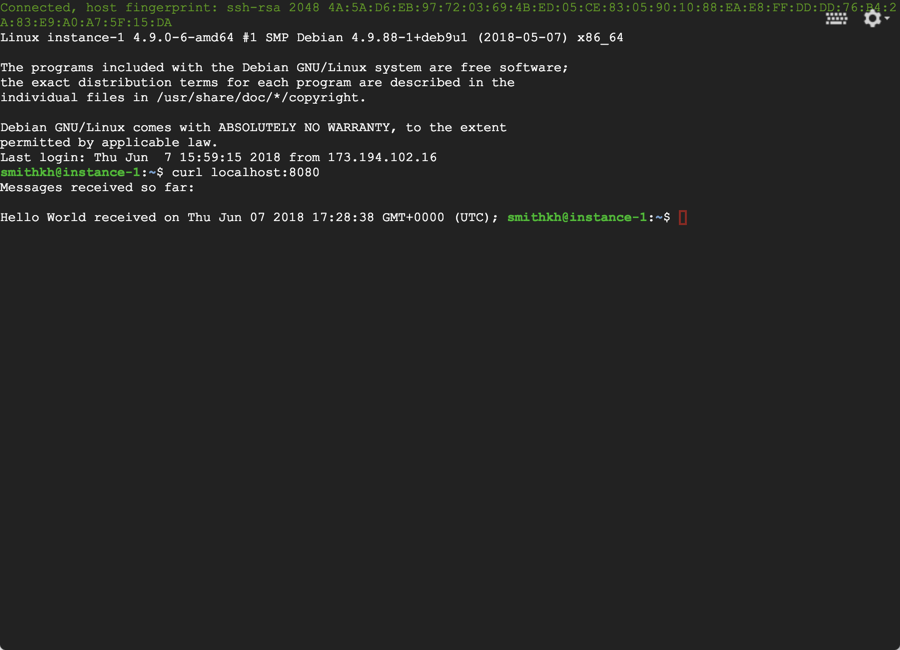 Connected, host fingerprint: ssh-rsa 2048 4A:5A:D6:EB:97:72:03:69:4B:ED:05:CE:83:05:90:10:88:EA:E8:FF:DD:DD:76:B4:2
A:83:E9:A0:A7:5F:15:DA
Linux instance-1 4.9.0-6-amd64 #1 SMP Debian 4.9.88-1+deb9u1 (2018-05-07) x86_64
The programs included with the Debian GNU/Linux system are free software;
the exact distribution terms for each program are described in the
individual files in /usr/share/doc/*/copyright.
Debian GNU/Linux comes with ABSOLUTELY NO WARRANTY, to the extent
permitted by applicable law.
Last login: Thu Jun  7 15:59:15 2018 from 173.194.102.16
smithkh@instance-1:~$ curl localhost:8080
Messages received so far:
Hello World received on Thu Jun 07 2018 17:28:38 GMT+0000 (UTC); smithkh@instance-1:~$